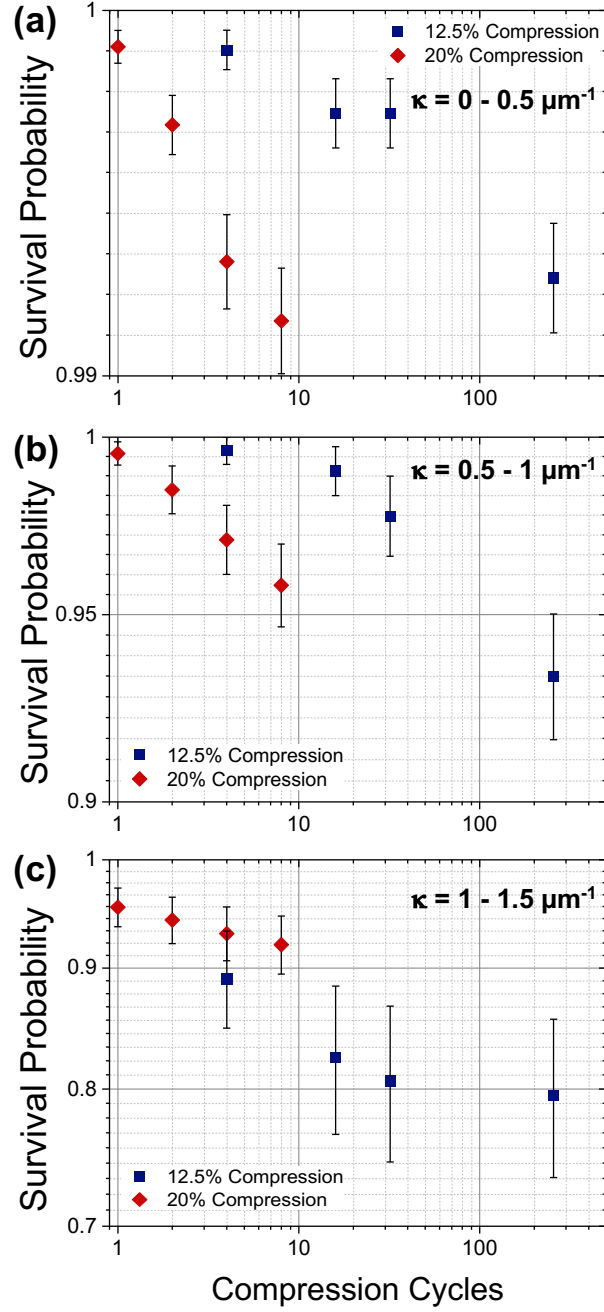 (a)
Survival Probability
1
0.99
12.5% Compression
20% Compression
κ = 0 - 0.5 µm⁻¹
1
10
100
(b)
Survival Probability
1
0.95
0.9
κ = 0.5 - 1 µm⁻¹
12.5% Compression
20% Compression
1
10
100
(c)
Survival Probability
1
0.9
0.8
0.7
κ = 1 - 1.5 µm⁻¹
12.5% Compression
20% Compression
1
10
100
Compression Cycles